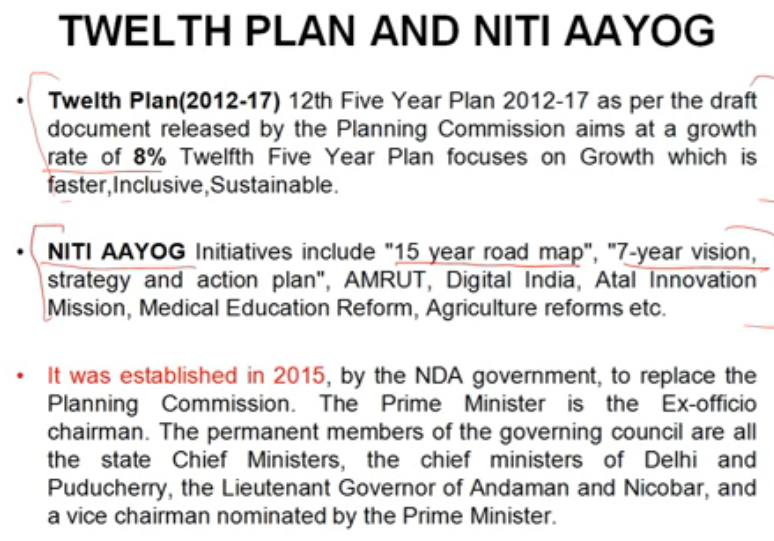 TWELTH PLAN AND NITI AAYOG
• Twelth Plan(2012-17) 12th Five Year Plan 2012-17 as per the draft
document released by the Planning Commission aims at a growth
rate of 8% Twelfth Five Year Plan focuses on Growth which is
faster,Inclusive,Sustainable.
• NITI AAYOG Initiatives include "15 year road map", "7-year vision,
strategy and action plan", AMRUT, Digital India, Atal Innovation
Mission, Medical Education Reform, Agriculture reforms etc.
• It was established in 2015, by the NDA government, to replace the
Planning Commission. The Prime Minister is the Ex-officio
chairman. The permanent members of the governing council are all
the state Chief Ministers, the chief ministers of Delhi and
Puducherry, the Lieutenant Governor of Andaman and Nicobar, and
a vice chairman nominated by the Prime Minister.